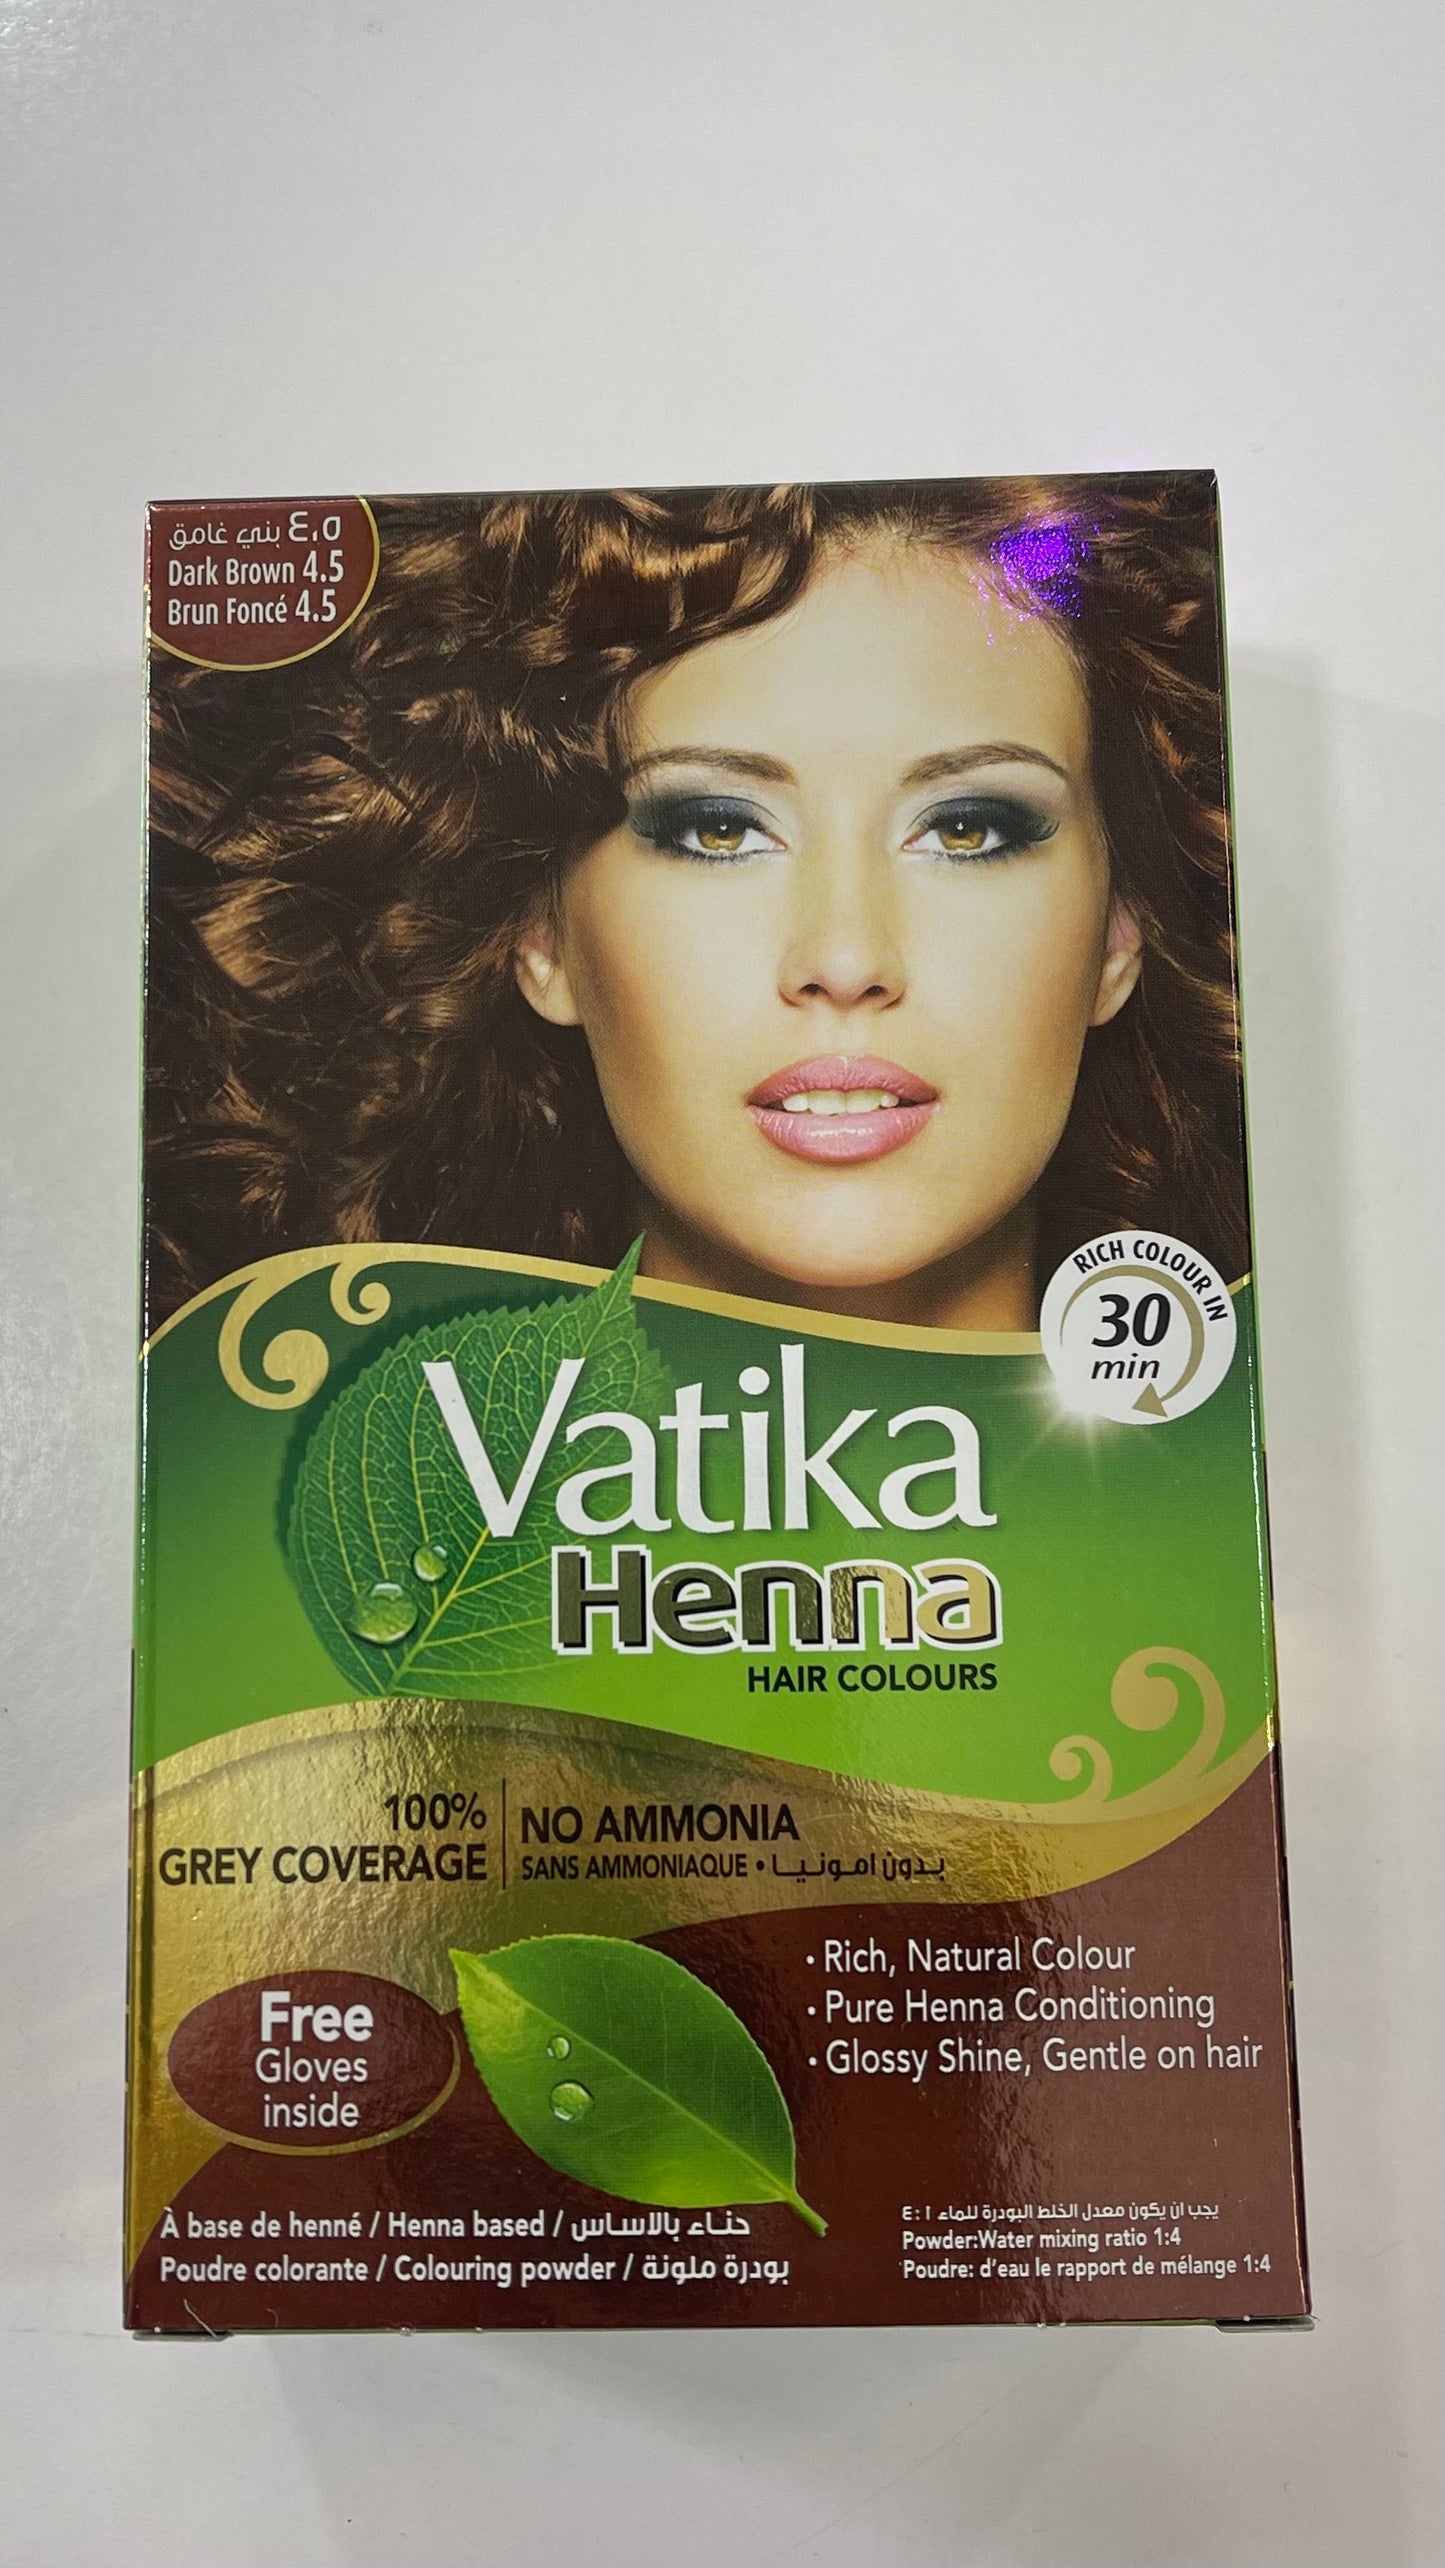 ٤،٥ بني غامق
Dark Brown 4.5
Brun Foncé 4.5
RICH COLOUR IN
30
min
Vatika
Henna
HAIR COLOURS
100%
GREY COVERAGE
NO AMMONIA
SANS AMMONIAQUE • بدون امونيا
• Rich, Natural Colour
• Pure Henna Conditioning
• Glossy Shine, Gentle on hair
Free
Gloves
inside
À base de henné / Henna based / حناء بالاساس
Poudre colorante / Colouring powder / بودرة ملونة
يجب ان يكون معدل الخلط البودرة للماء ١ : ٤
Powder:Water mixing ratio 1:4
Poudre: d'eau le rapport de mélange 1:4